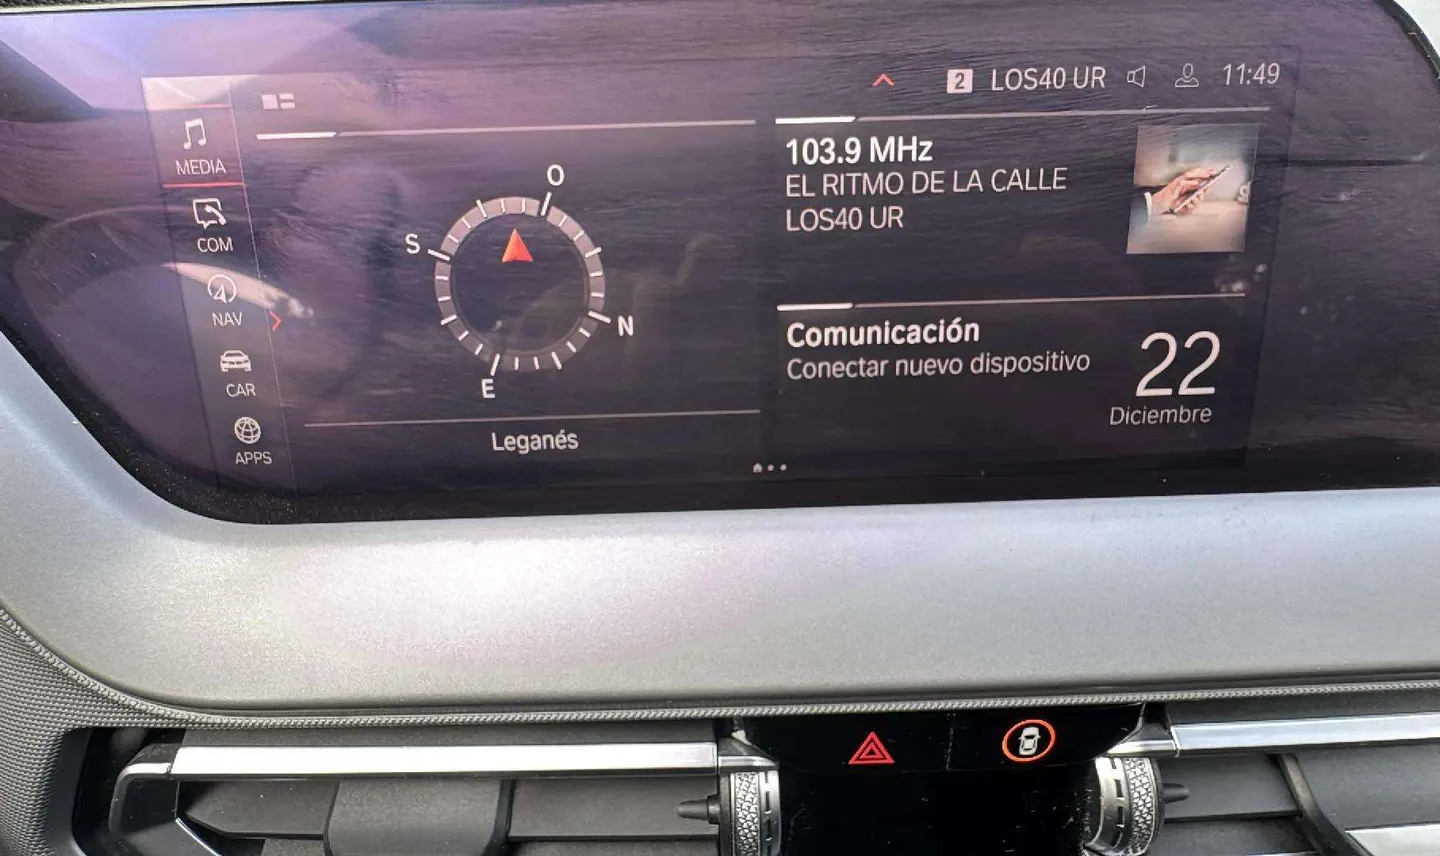 2 LOS40 UR 11:49
MEDIA
COM
NAV
CAR
APPS
O
S
N
E
Leganés
103.9 MHz
EL RITMO DE LA CALLE
LOS40 UR
Comunicación
Conectar nuevo dispositivo
22
Diciembre